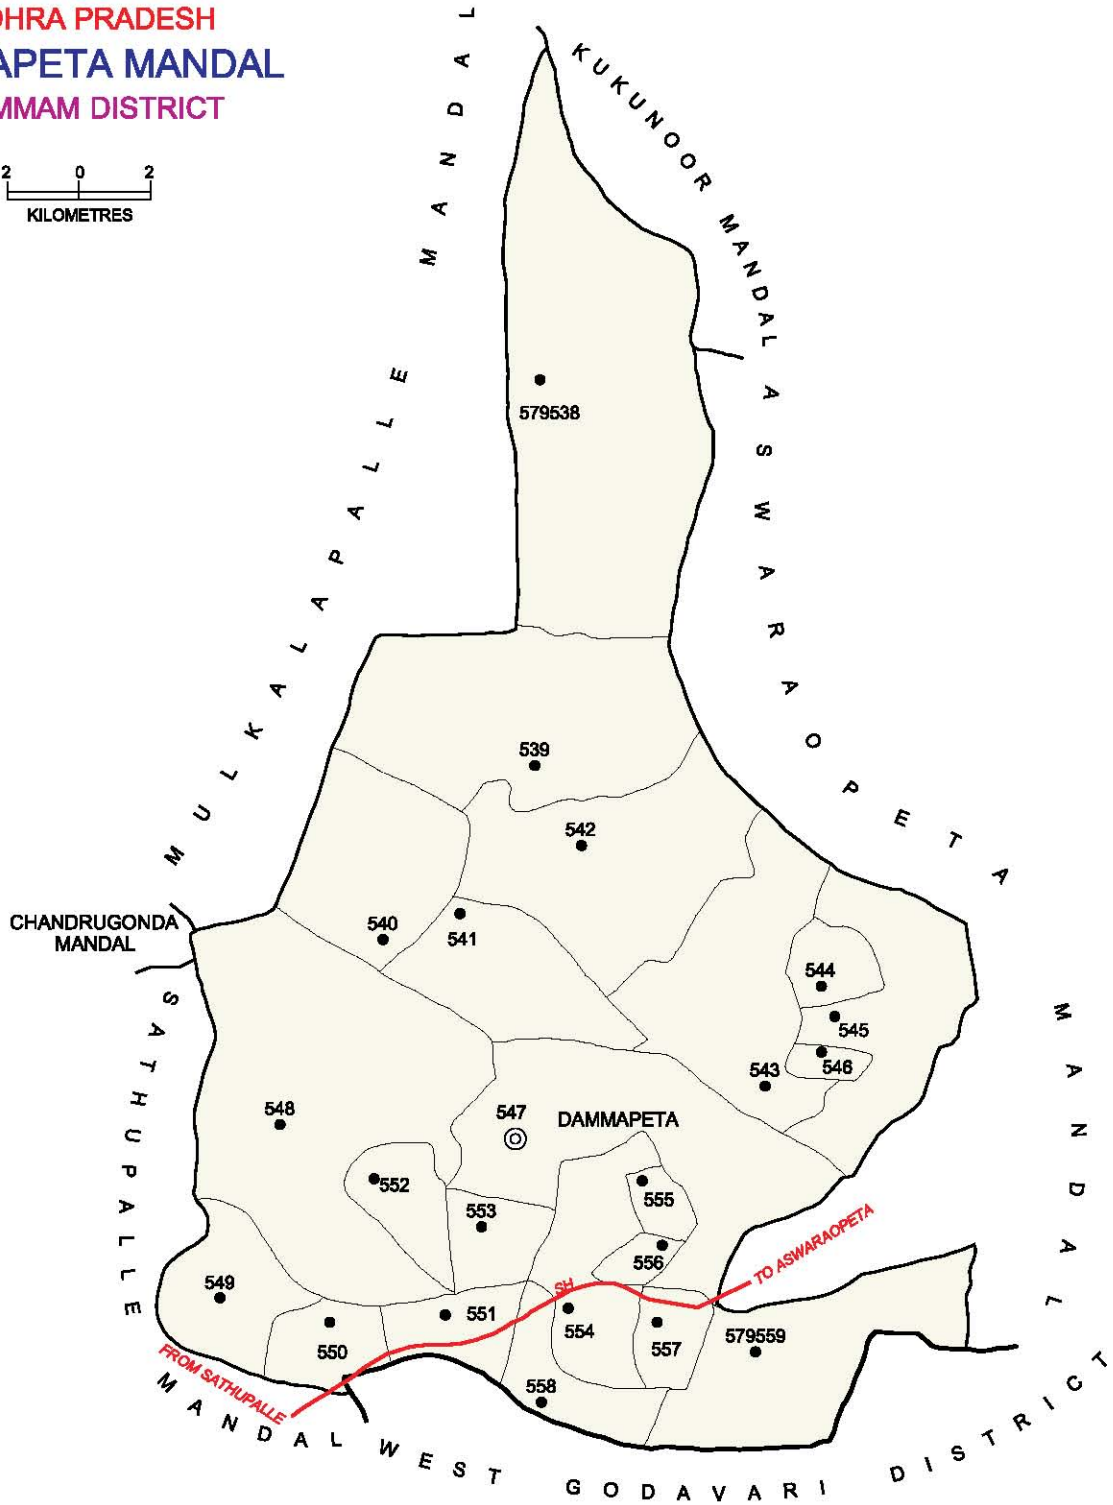 DHRA PRADESH
APETA MANDAL
MMAM DISTRICT
2 0 2
KILOMETRES
MULKALAPALLE MANDAL
KUKUNOOR MANDAL
ASWARAOPETA MANDAL
579538
539
542
540
541
CHANDRUGONDA
MANDAL
544
545
546
543
548
547
DAMMAPETA
552
555
553
556
SATHUPALLE MANDAL
TO ASWARAOPETA
549
SH
551
554
550
557
579559
FROM SATHUPALLE
558
WEST GODAVARI DISTRICT